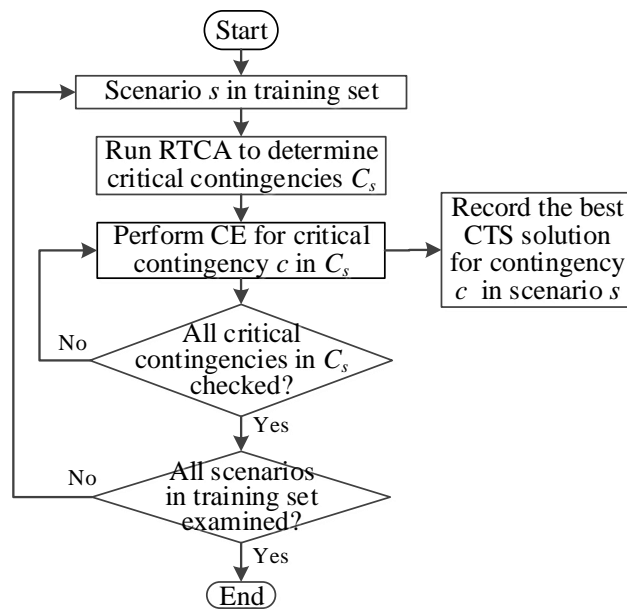 Start
Scenario s in training set
Run RTCA to determine
critical contingencies Cs
Perform CE for critical
contingency c in Cs
Record the best
CTS solution
for contingency
c in scenario s
All critical
contingencies in Cs
checked?
No
Yes
All scenarios
in training set
examined?
No
Yes
End